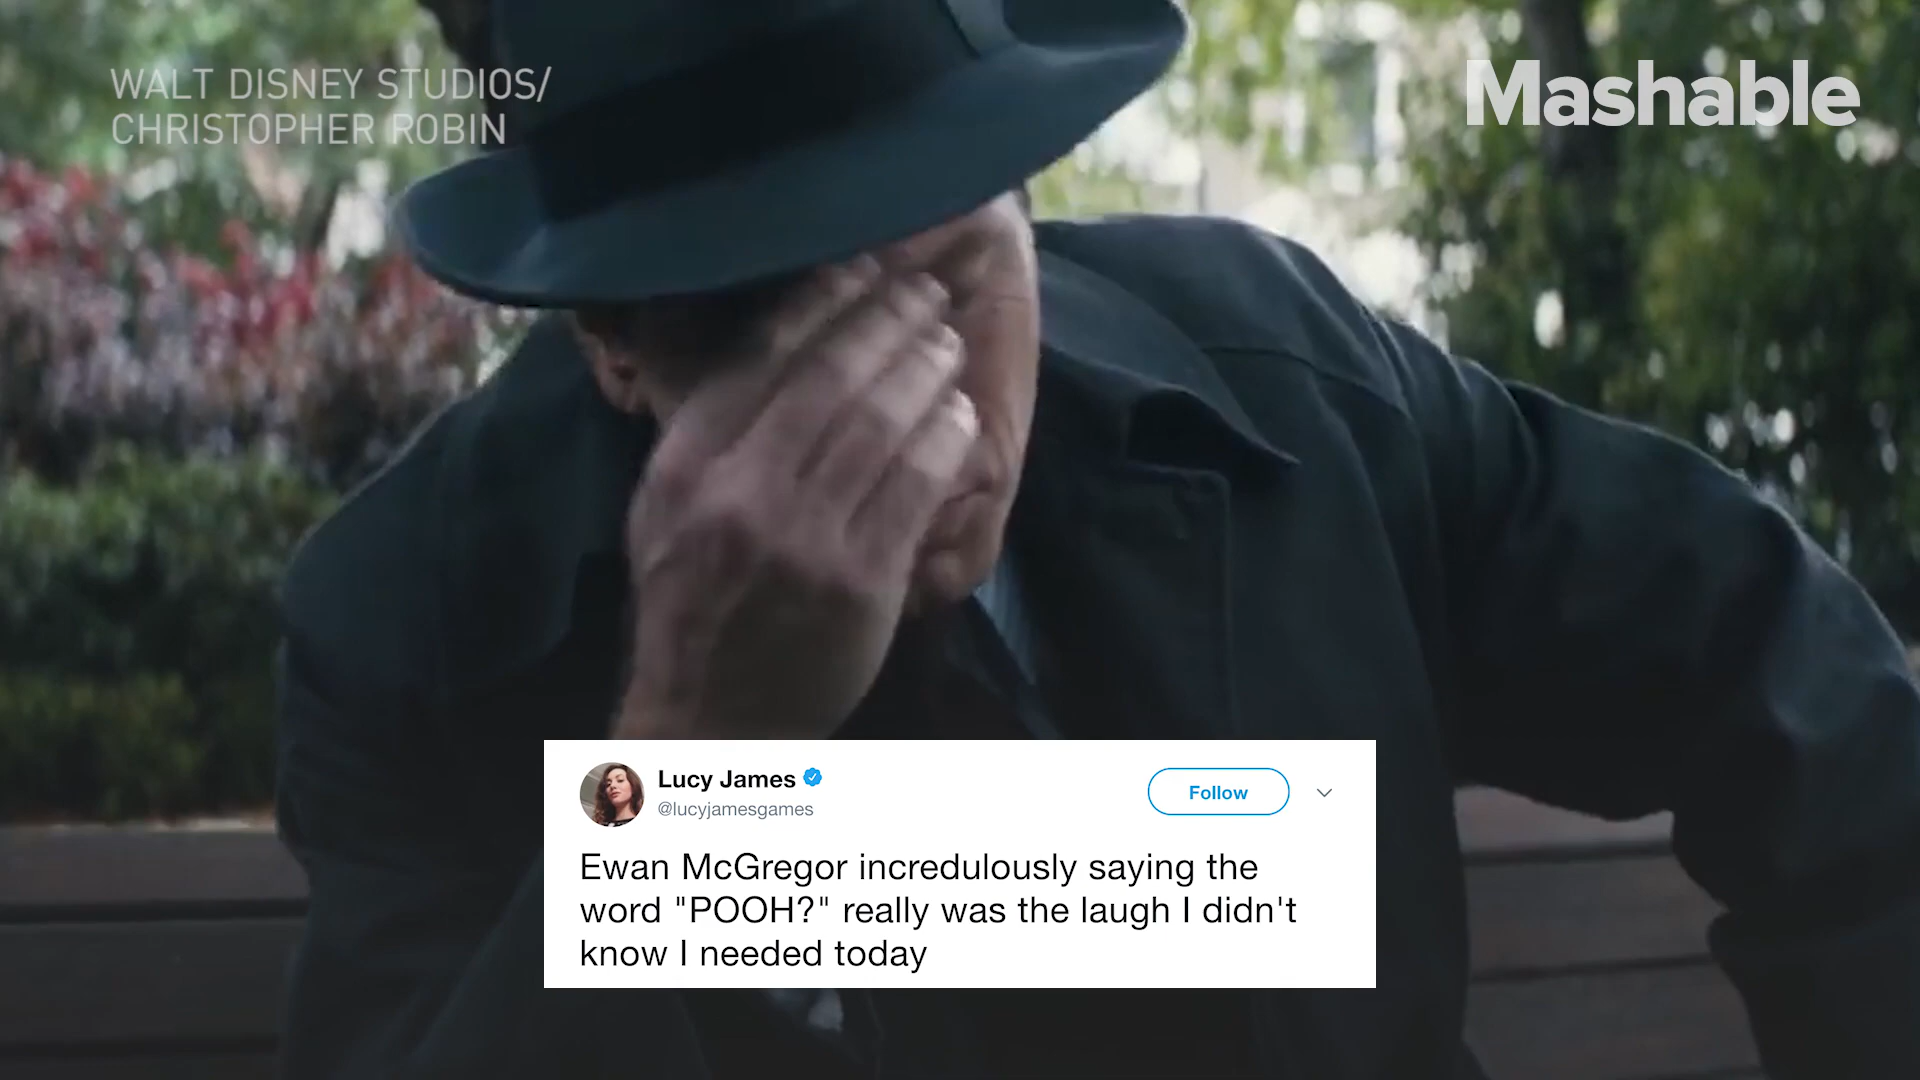 WALT DISNEY STUDIOS/
CHRISTOPHER ROBIN
Mashable
Lucy James
@lucyjamesgames
Follow
Ewan McGregor incredulously saying the
word "POOH?" really was the laugh I didn't
know I needed today